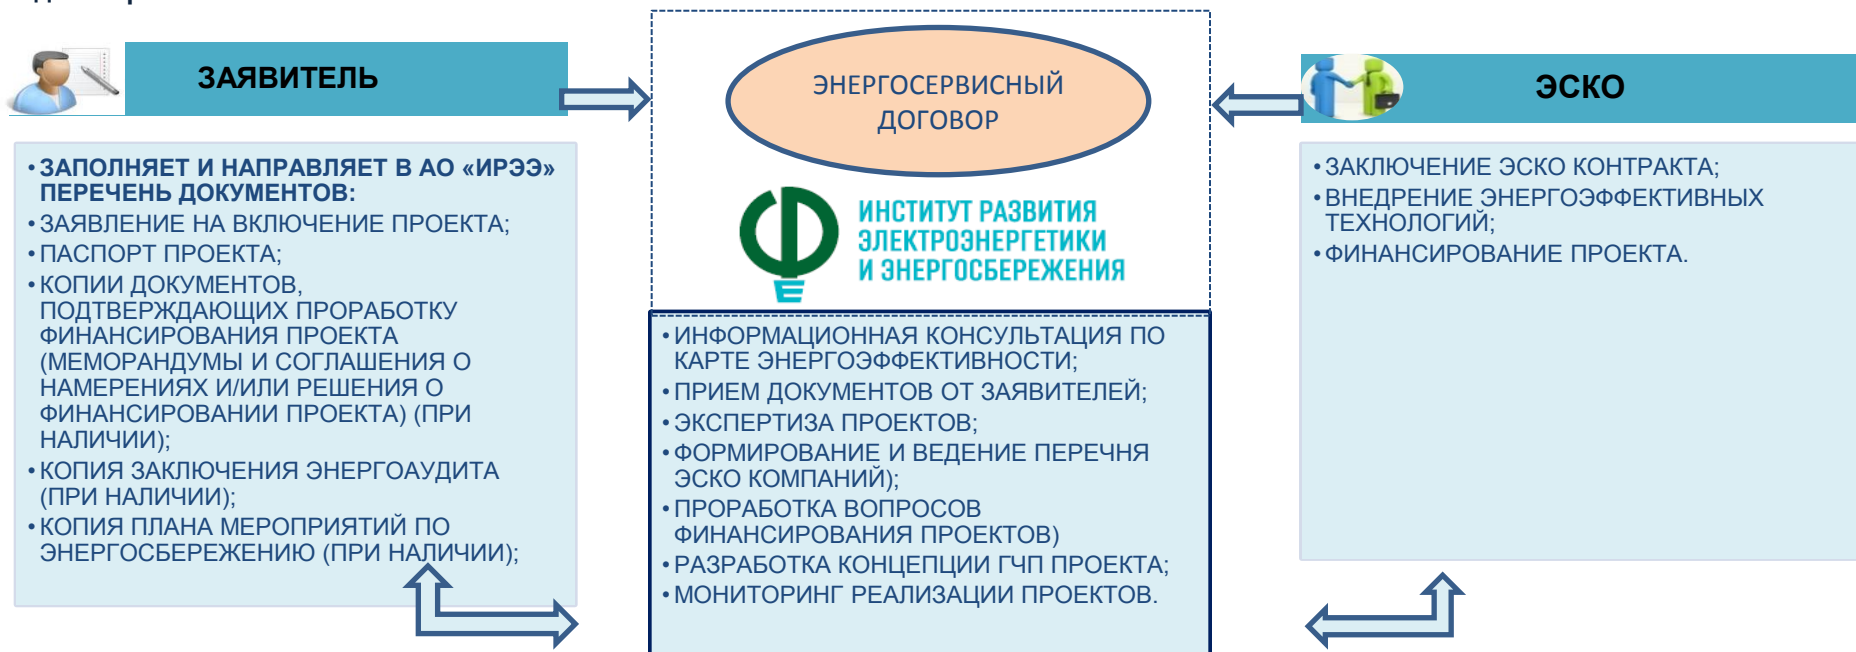 ЗАЯВИТЕЛЬ
• ЗАПОЛНЯЕТ И НАПРАВЛЯЕТ В АО «ИРЭЭ»
ПЕРЕЧЕНЬ ДОКУМЕНТОВ:
• ЗАЯВЛЕНИЕ НА ВКЛЮЧЕНИЕ ПРОЕКТА;
• ПАСПОРТ ПРОЕКТА;
• КОПИИ ДОКУМЕНТОВ,
ПОДТВЕРЖДАЮЩИХ ПРОРАБОТКУ
ФИНАНСИРОВАНИЯ ПРОЕКТА
(МЕМОРАНДУМЫ И СОГЛАШЕНИЯ О
НАМЕРЕНИЯХ И/ИЛИ РЕШЕНИЯ О
ФИНАНСИРОВАНИИ ПРОЕКТА) (ПРИ
НАЛИЧИИ);
• КОПИЯ ЗАКЛЮЧЕНИЯ ЭНЕРГОАУДИТА
(ПРИ НАЛИЧИИ);
• КОПИЯ ПЛАНА МЕРОПРИЯТИЙ ПО
ЭНЕРГОСБЕРЕЖЕНИЮ (ПРИ НАЛИЧИИ);
ЭНЕРГОСЕРВИСНЫЙ
ДОГОВОР
ИНСТИТУТ РАЗВИТИЯ
ЭЛЕКТРОЭНЕРГЕТИКИ
И ЭНЕРГОСБЕРЕЖЕНИЯ
• ИНФОРМАЦИОННАЯ КОНСУЛЬТАЦИЯ ПО
КАРТЕ ЭНЕРГОЭФФЕКТИВНОСТИ;
• ПРИЕМ ДОКУМЕНТОВ ОТ ЗАЯВИТЕЛЕЙ;
• ЭКСПЕРТИЗА ПРОЕКТОВ;
• ФОРМИРОВАНИЕ И ВЕДЕНИЕ ПЕРЕЧНЯ
ЭСКО КОМПАНИЙ);
• ПРОРАБОТКА ВОПРОСОВ
ФИНАНСИРОВАНИЯ ПРОЕКТОВ)
• РАЗРАБОТКА КОНЦЕПЦИИ ГЧП ПРОЕКТА;
• МОНИТОРИНГ РЕАЛИЗАЦИИ ПРОЕКТОВ.
ЭСКО
• ЗАКЛЮЧЕНИЕ ЭСКО КОНТРАКТА;
• ВНЕДРЕНИЕ ЭНЕРГОЭФФЕКТИВНЫХ
ТЕХНОЛОГИЙ;
• ФИНАНСИРОВАНИЕ ПРОЕКТА.